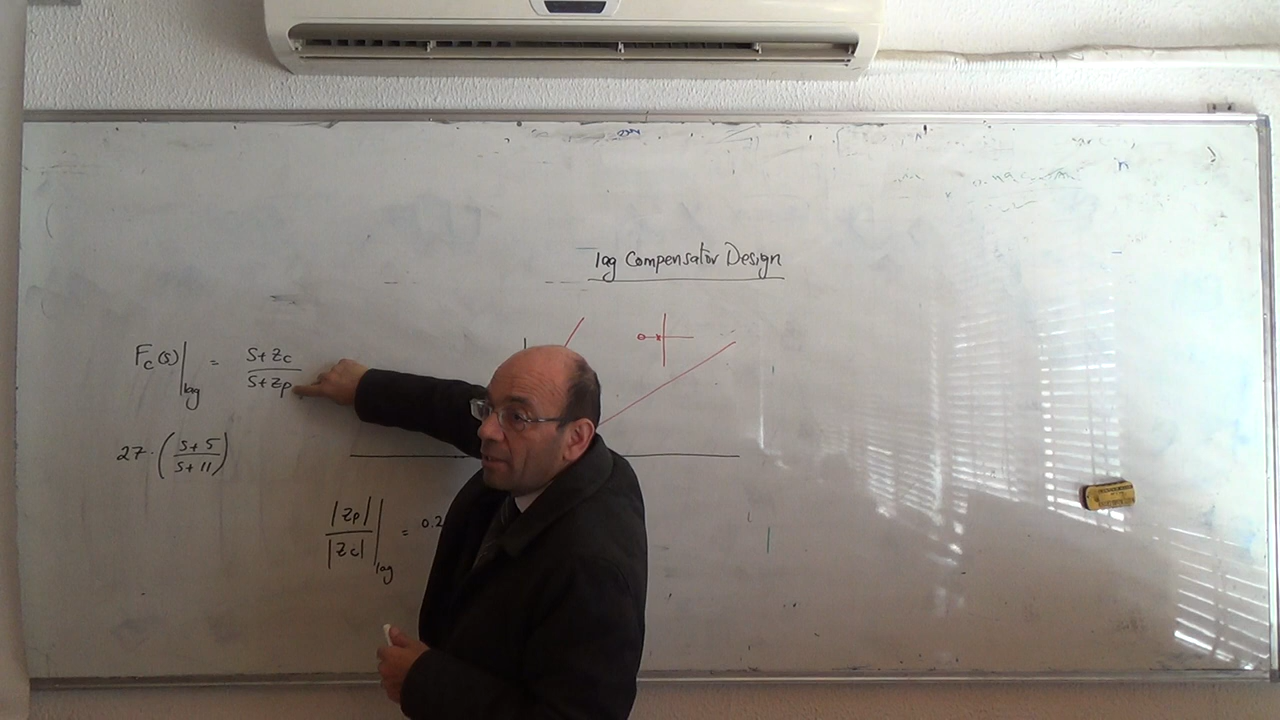 lag Compensator Design
Fc(s)|lag = s+zc / s+zp
27·(s+5 / s+11)
|zp| / |zc| |lag = 0.2